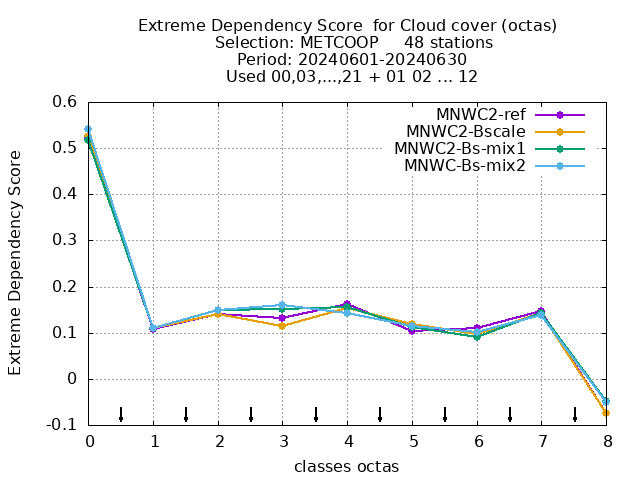 Extreme Dependency Score  for Cloud cover (octas)
Selection: METCOOP     48 stations
Period: 20240601-20240630
Used 00,03,...,21 + 01 02 ... 12
MNWC2-ref
MNWC2-Bscale
MNWC2-Bs-mix1
MNWC-Bs-mix2
Extreme Dependency Score
0.6
0.5
0.4
0.3
0.2
0.1
0
-0.1
0 1 2 3 4 5 6 7 8
classes octas